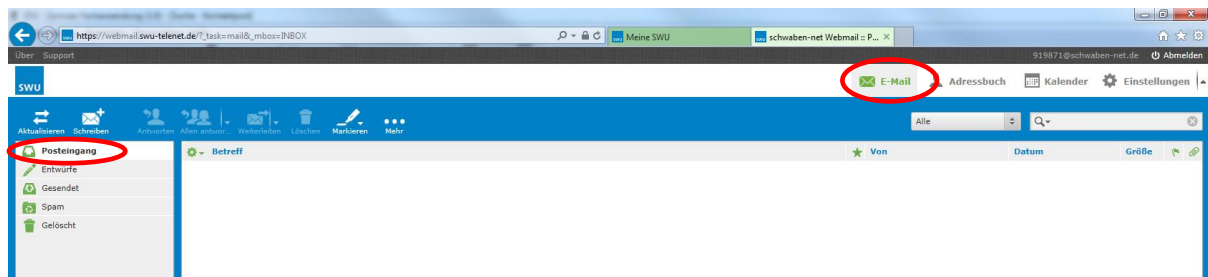 https://webmail.swu-telenet.de/?_task=mail&_mbox=INBOX
Meine SWU
schwaben-net Webmail :: P...
Über Support
919871@schwaben-net.de Abmelden
SWU
E-Mail Adressbuch Kalender Einstellungen
Aktualisieren Schreiben Antworten Allen antwor... Weiterleiten Löschen Markieren Mehr
Alle
Posteingang
Betreff Von Datum Größe
Entwürfe
Gesendet
Spam
Gelöscht